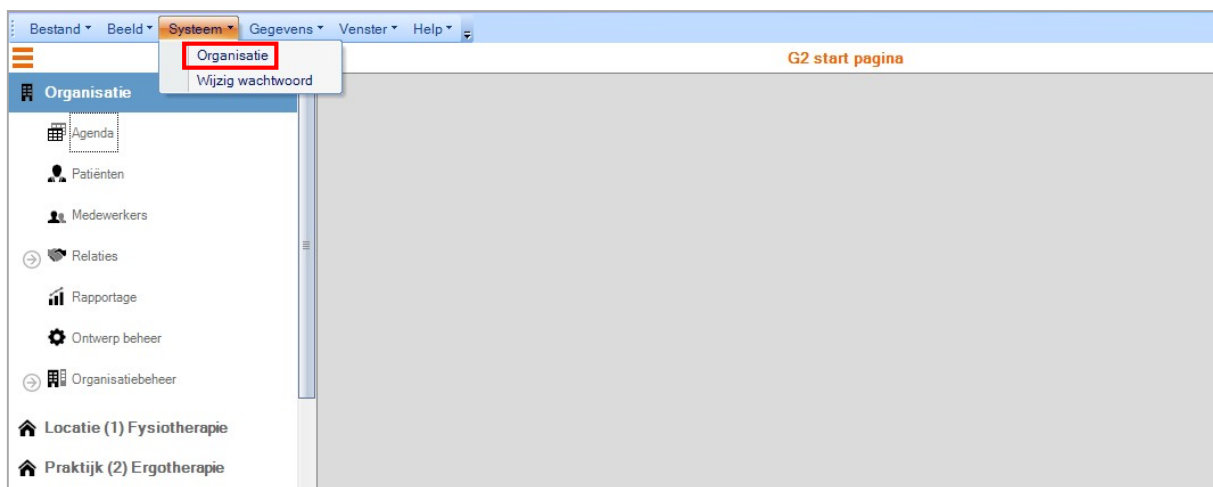 Bestand Beeld Systeem Gegevens Venster Help
Organisatie
Wijzig wachtwoord
G2 start pagina
Organisatie
Agenda
Patiënten
Medewerkers
Relaties
Rapportage
Ontwerp beheer
Organisatiebeheer
Locatie (1) Fysiotherapie
Praktijk (2) Ergotherapie